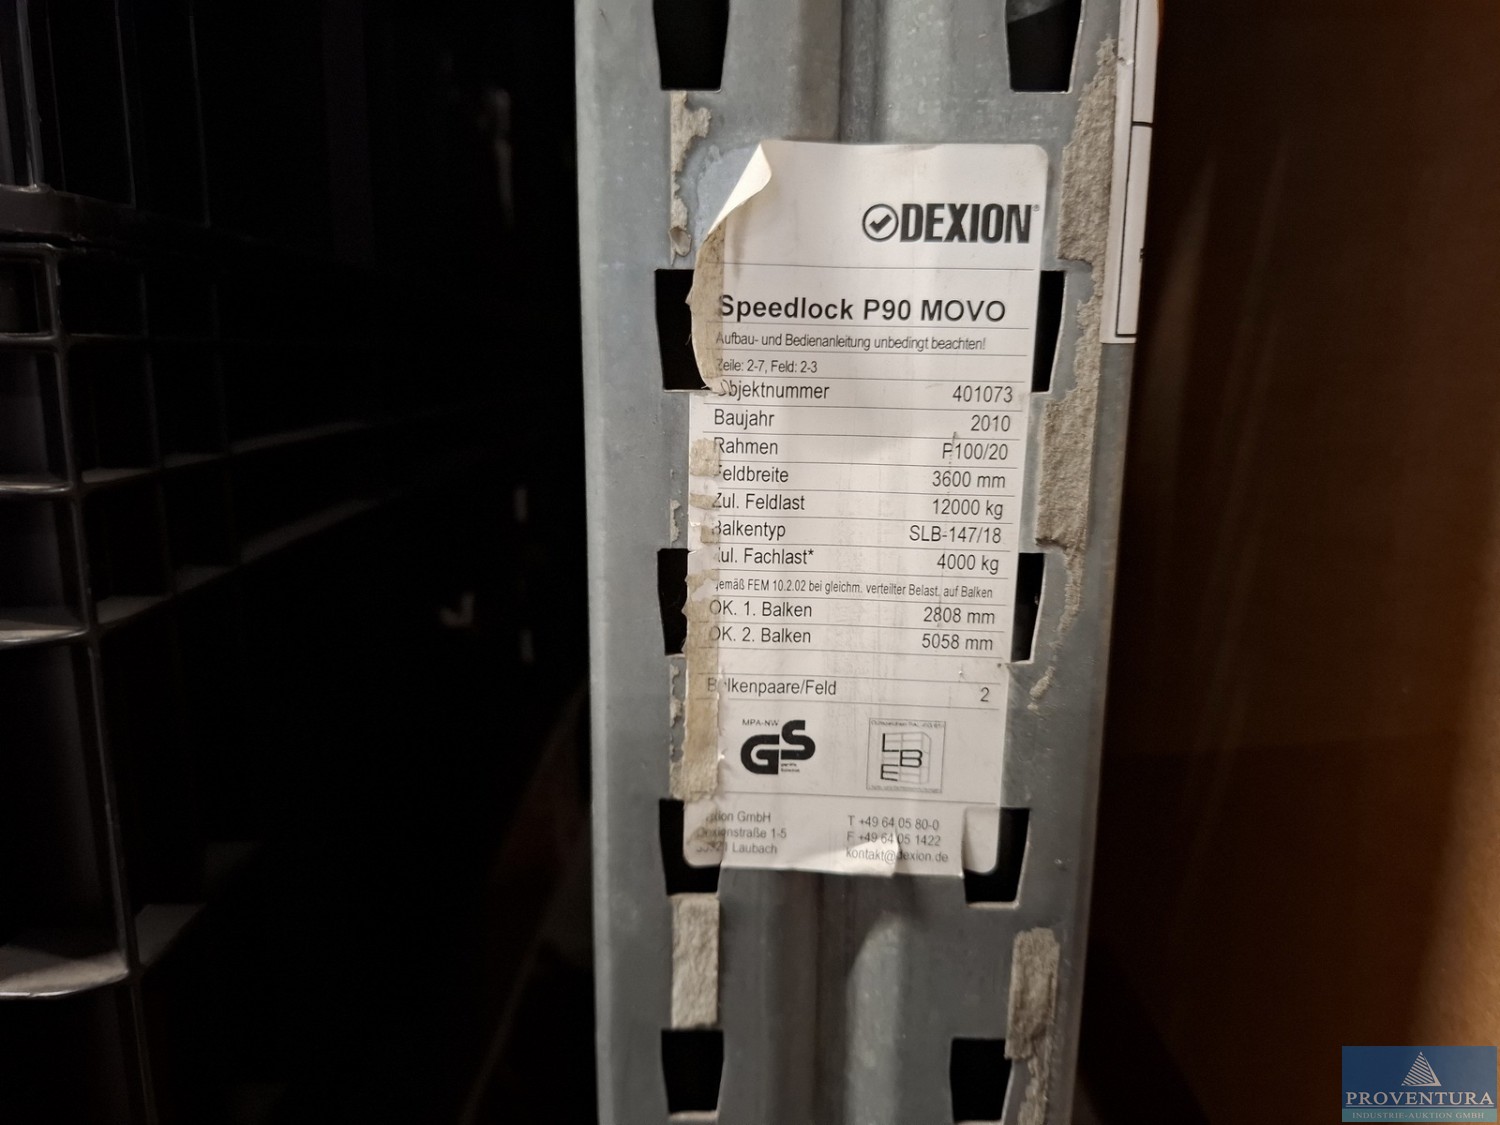 DEXION®
Speedlock P90 MOVO
Aufbau- und Bedienanleitung unbedingt beachten!
Zeile: 2-7, Feld: 2-3
Objektnummer 401073
Baujahr 2010
Rahmen P100/20
Feldbreite 3600 mm
Zul. Feldlast 12000 kg
Balkentyp SLB-147/18
Zul. Fachlast* 4000 kg
gemäß FEM 10.2.02 bei gleichm. verteilter Belast. auf Balken
OK. 1. Balken 2808 mm
OK. 2. Balken 5058 mm
Balkenpaare/Feld 2
MPA-NW
GS
LBE
GmbH T +49 64 05 80-0
1-5 F +49 64 05 1422
Laubach kontakt@dexion.de
PROVENTURA
INDUSTRIE-AUKTION GMBH